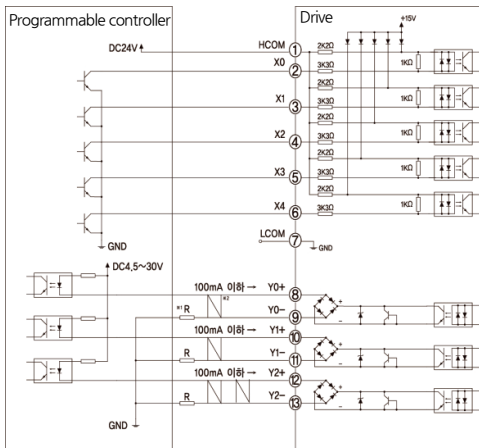 Programmable controller
Drive
+15V
DC24V
HCOM
1
2K2Ω
X0
2
3K3Ω
1KΩ
2K2Ω
X1
3
3K3Ω
1KΩ
2K2Ω
X2
4
3K3Ω
1KΩ
2K2Ω
X3
5
3K3Ω
1KΩ
2K2Ω
X4
6
3K3Ω
1KΩ
GND
LCOM
7
GND
DC4,5~30V
100mA 이하 → Y0+
8
※1 R
※2
Y0-
9
+
-
100mA 이하 → Y1+
10
R
Y1-
11
+
-
100mA 이하 → Y2+
12
R
Y2-
13
+
-
GND